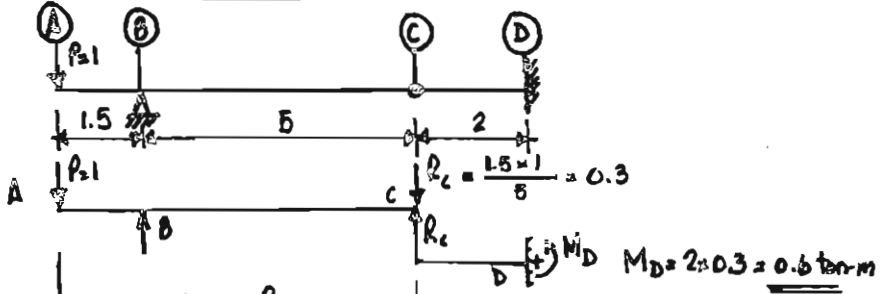 A B C D
P=1
1.5 5 2
P=1
A C R_c = 1.5 × 1 / 5 = 0.3
B R_c
D M_D M_D = 2×0.3 = 0.6 ton-m